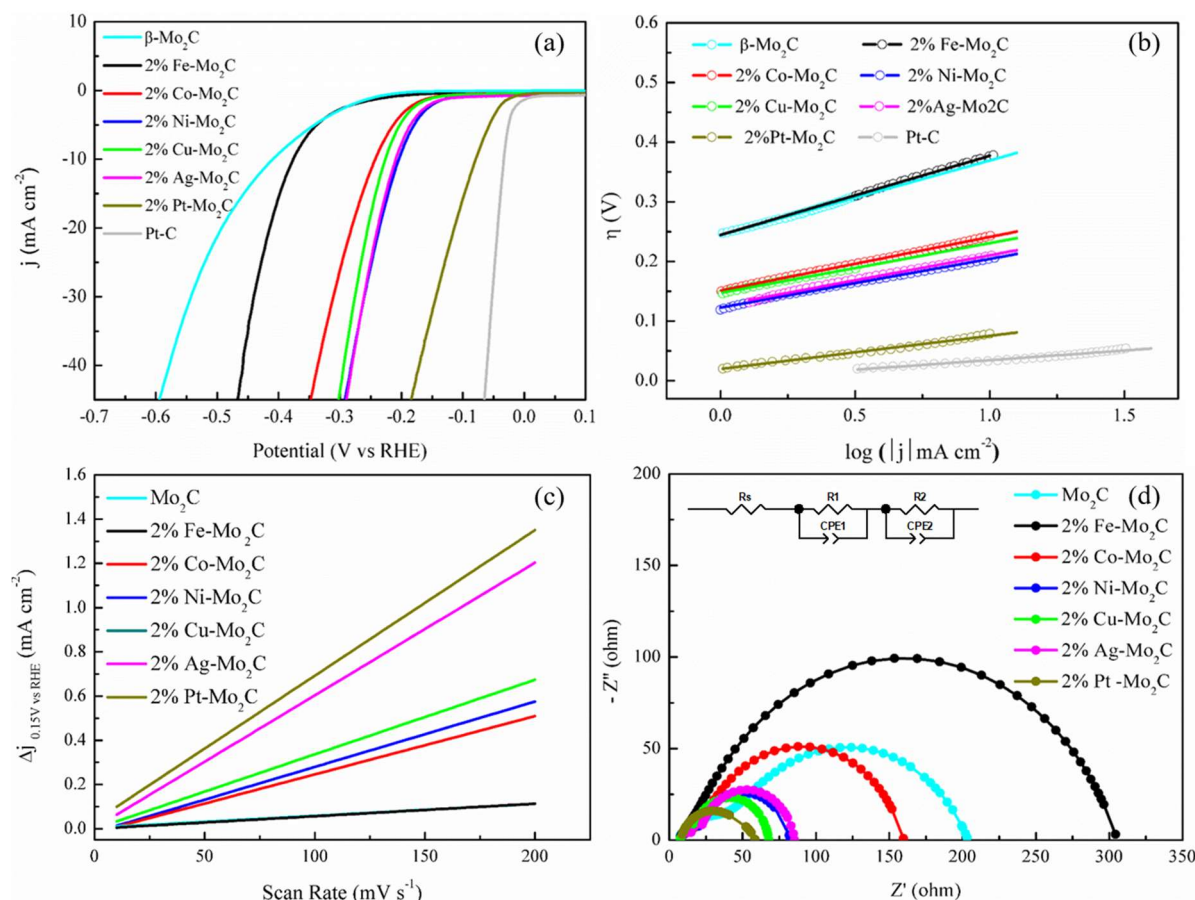 (a)
β-Mo₂C
2% Fe-Mo₂C
2% Co-Mo₂C
2% Ni-Mo₂C
2% Cu-Mo₂C
2% Ag-Mo₂C
2% Pt-Mo₂C
Pt-C
10
0
-10
-20
-30
-40
j (mA cm⁻²)
-0.7 -0.6 -0.5 -0.4 -0.3 -0.2 -0.1 0.0 0.1
Potential (V vs RHE)
(b)
β-Mo₂C 2% Fe-Mo₂C
2% Co-Mo₂C 2% Ni-Mo₂C
2% Cu-Mo₂C 2%Ag-Mo2C
2%Pt-Mo₂C Pt-C
0.6
0.5
0.4
0.3
0.2
0.1
0.0
η (V)
0.0 0.5 1.0 1.5
log (|j| mA cm⁻²)
(c)
Mo₂C
2% Fe-Mo₂C
2% Co-Mo₂C
2% Ni-Mo₂C
2% Cu-Mo₂C
2% Ag-Mo₂C
2% Pt-Mo₂C
1.6
1.4
1.2
1.0
0.8
0.6
0.4
0.2
0.0
Δj 0.15V vs RHE (mA cm⁻²)
0 50 100 150 200
Scan Rate (mV s⁻¹)
(d)
Rs R1 R2
CPE1 CPE2
Mo₂C
2% Fe-Mo₂C
2% Co-Mo₂C
2% Ni-Mo₂C
2% Cu-Mo₂C
2% Ag-Mo₂C
2% Pt -Mo₂C
200
150
100
50
0
- Z" (ohm)
0 50 100 150 200 250 300 350
Z' (ohm)